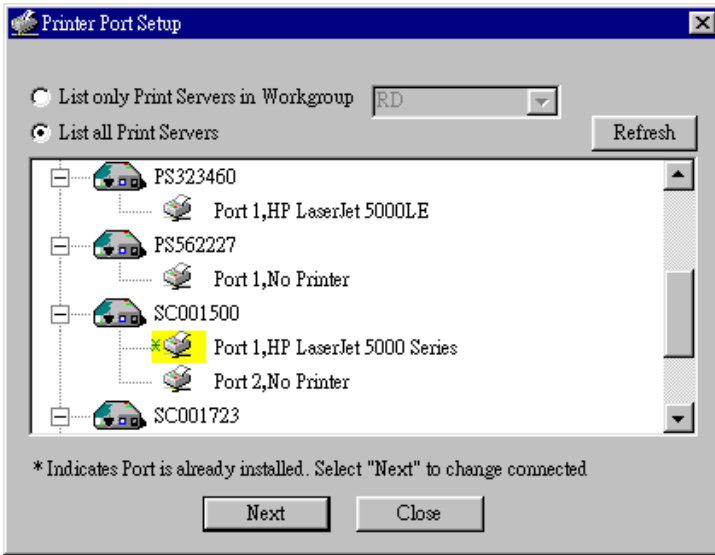 Printer Port Setup
List only Print Servers in Workgroup RD
List all Print Servers
Refresh
PS323460
Port 1,HP LaserJet 5000LE
PS562227
Port 1,No Printer
SC001500
*Port 1,HP LaserJet 5000 Series
Port 2,No Printer
SC001723
* Indicates Port is already installed. Select "Next" to change connected
Next Close